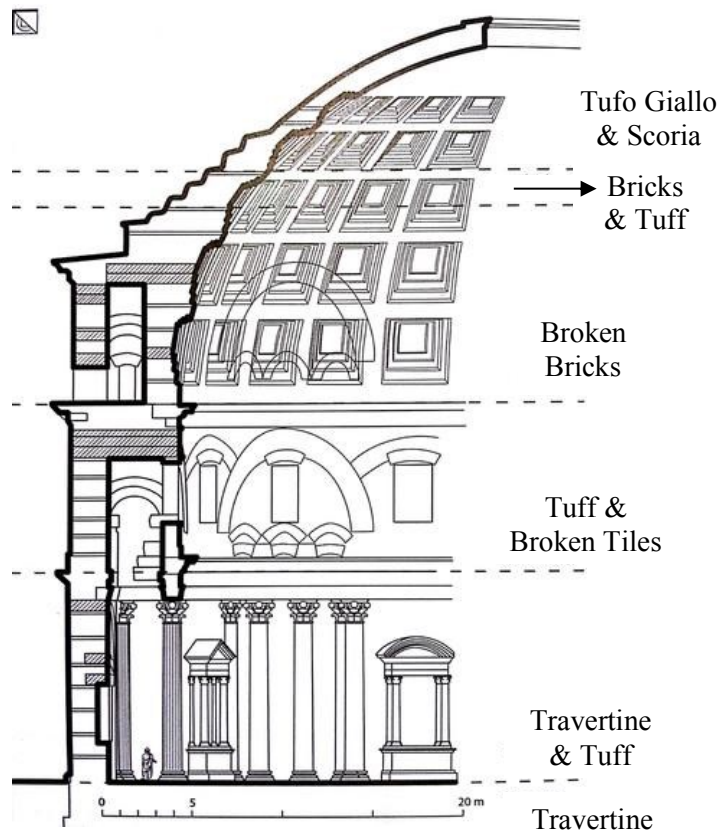 Tufo Giallo
& Scoria
Bricks
& Tuff
Broken
Bricks
Tuff &
Broken Tiles
Travertine
& Tuff
0 5 20 m
Travertine